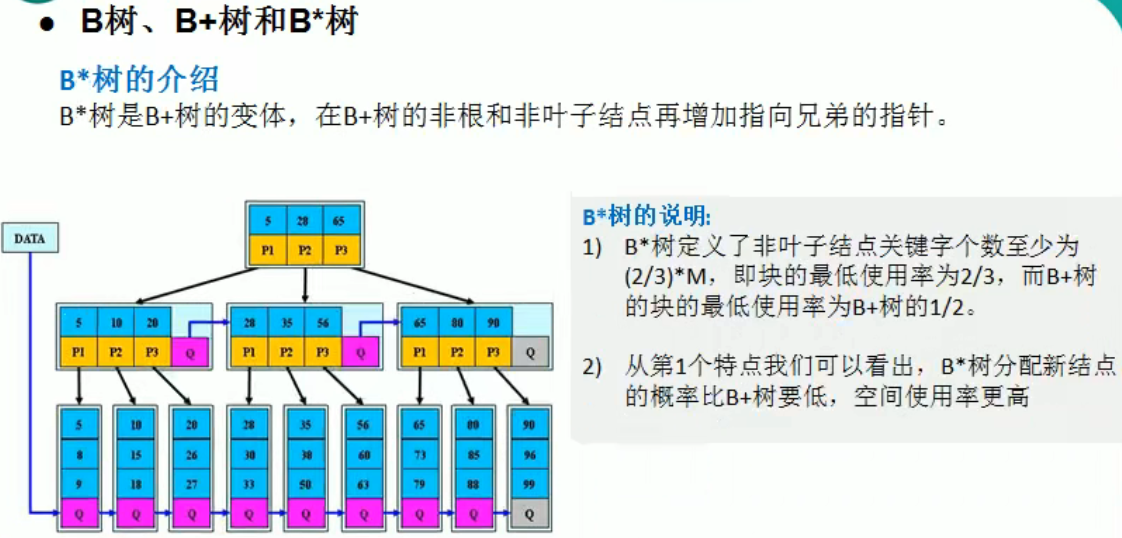 ● B树、B+树和B*树
B*树的介绍
B*树是B+树的变体，在B+树的非根和非叶子结点再增加指向兄弟的指针。
DATA
5 28 65
P1 P2 P3
5 10 20
P1 P2 P3 Q
28 35 56
P1 P2 P3 Q
65 80 90
P1 P2 P3 Q
5 10 20 28 35 56 65 80 90
8 15 26 30 38 60 73 85 96
9 18 27 33 50 63 79 88 99
Q Q Q Q Q Q Q Q Q
B*树的说明:
1) B*树定义了非叶子结点关键字个数至少为
(2/3)*M，即块的最低使用率为2/3，而B+树
的块的最低使用率为B+树的1/2。
2) 从第1个特点我们可以看出，B*树分配新结点
的概率比B+树要低，空间使用率更高